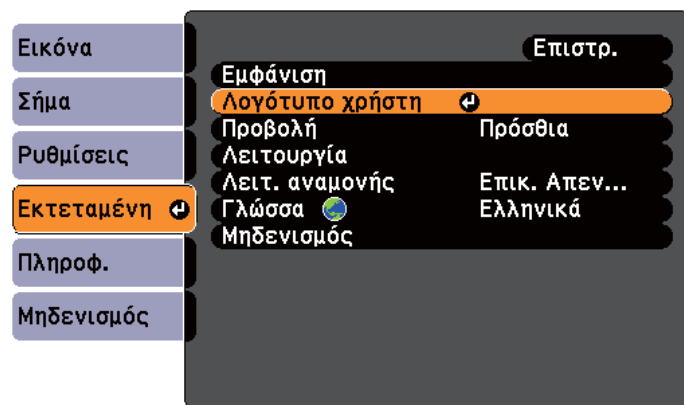 Εικόνα
Σήμα
Ρυθμίσεις
Εκτεταμένη
Πληροφ.
Μηδενισμός
Επιστρ.
Εμφάνιση
Λογότυπο χρήστη
Προβολή Πρόσθια
Λειτουργία
Λειτ. αναμονής Επικ. Απεν...
Γλώσσα Ελληνικά
Μηδενισμός